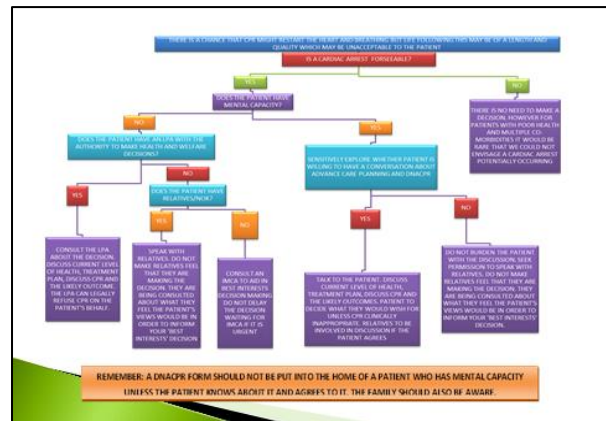 THERE IS A CHANCE THAT CPR MIGHT RESTART THE HEART AND BREATHING BUT LIFE FOLLOWING THIS MAY BE OF A LENGTH AND
QUALITY WHICH MAY BE UNACCEPTABLE TO THE PATIENT
IS A CARDIAC ARREST FORSEEABLE?
YES
NO
DOES THE PATIENT HAVE
MENTAL CAPACITY?
THERE IS NO NEED TO MAKE A
DECISION, HOWEVER FOR
PATIENTS WITH POOR HEALTH
AND MULTIPLE CO-
MORBIDITIES IT WOULD BE
RARE THAT WE COULD NOT
ENVISAGE A CARDIAC ARREST
POTENTIALLY OCCURRING
NO
YES
DOES THE PATIENT HAVE AN LPA WITH THE
AUTHORITY TO MAKE HEALTH AND WELFARE
DECISIONS?
SENSITIVELY EXPLORE WHETHER PATIENT IS
WILLING TO HAVE A CONVERSATION ABOUT
ADVANCE CARE PLANNING AND DNACPR
NO
YES
DOES THE PATIENT HAVE
RELATIVES/NOK?
YES
NO
YES
NO
CONSULT THE LPA
ABOUT THE DECISION.
DISCUSS CURRENT LEVEL
OF HEALTH, TREATMENT
PLAN, DISCUSS CPR AND
THE LIKELY OUTCOME.
THE LPA CAN LEGALLY
REFUSE CPR ON THE
PATIENT'S BEHALF.
SPEAK WITH
RELATIVES. DO NOT
MAKE RELATIVES FEEL
THAT THEY ARE
MAKING THE
DECISION. THEY ARE
BEING CONSULTED
ABOUT WHAT THEY
FEEL THE PATIENT'S
VIEWS WOULD BE IN
ORDER TO INFORM
YOUR 'BEST
INTERESTS' DECISION
CONSULT AN
IMCA TO AID IN
BEST INTERESTS
DECISION MAKING
DO NOT DELAY
THE DECISION
WAITING FOR
IMCA IF IT IS
URGENT
TALK TO THE PATIENT. DISCUSS
CURRENT LEVEL OF HEALTH,
TREATMENT PLAN, DISCUSS CPR
AND THE LIKELY OUTCOMES. PATIENT TO
DECIDE WHAT THEY WOULD WISH FOR
UNLESS CPR CLINICALLY
INAPPROPRIATE. RELATIVES TO BE
INVOLVED IN DISCUSSION IF THE
PATIENT AGREES
DO NOT BURDEN THE PATIENT
WITH THE DISCUSSION. SEEK
PERMISSION TO SPEAK WITH
RELATIVES. DO NOT MAKE
RELATIVES FEEL THAT THEY ARE MAKING
THE DECISION. THEY ARE BEING
CONSULTED ABOUT WHAT THEY
FEEL THE PATIENT'S VIEWS
WOULD BE IN ORDER TO INFORM
YOUR 'BEST INTERESTS' DECISION.
REMEMBER: A DNACPR FORM SHOULD NOT BE PUT INTO THE HOME OF A PATIENT WHO HAS MENTAL CAPACITY
UNLESS THE PATIENT KNOWS ABOUT IT AND AGREES TO IT. THE FAMILY SHOULD ALSO BE AWARE.